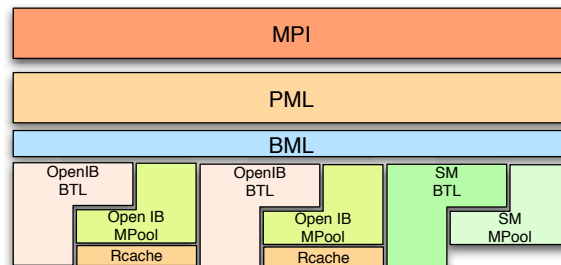 MPI
PML
BML
OpenIB
BTL
Open IB
MPool
Rcache
OpenIB
BTL
Open IB
MPool
Rcache
SM
BTL
SM
MPool